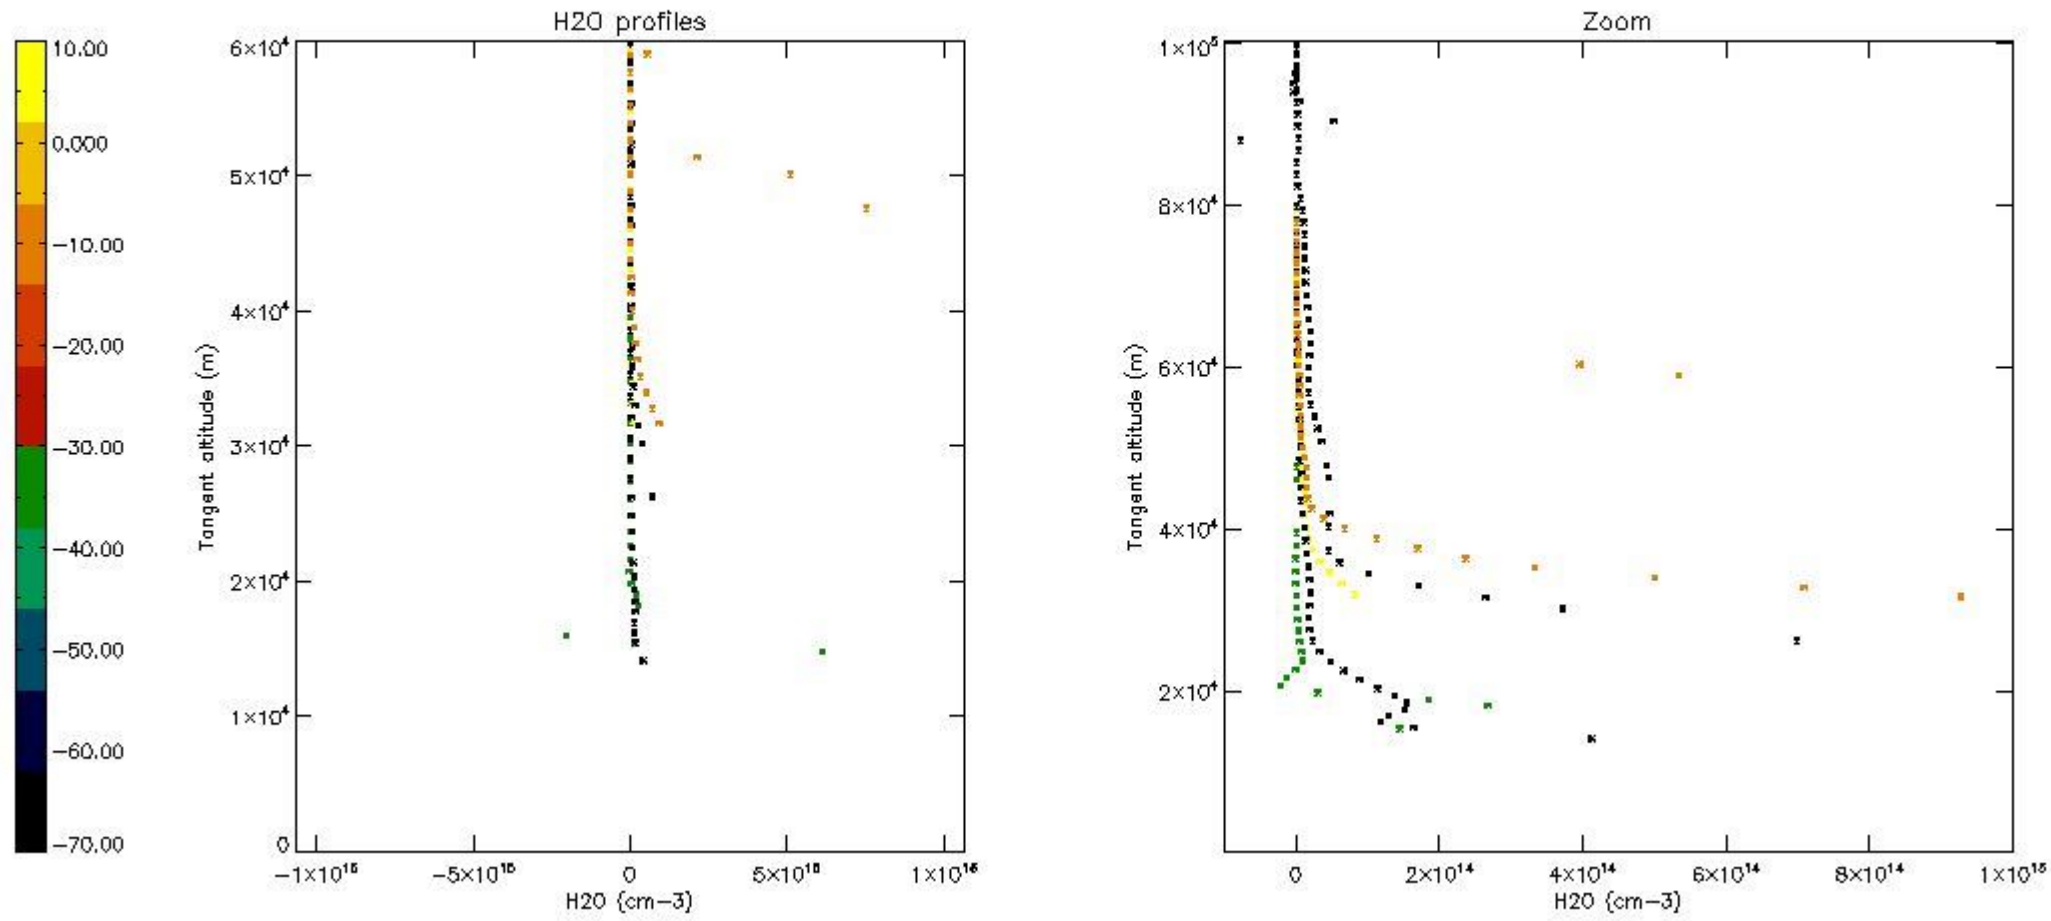 10.00
0.000
−10.00
−20.00
−30.00
−40.00
−50.00
−60.00
−70.00
H2O profiles
6×10⁴
5×10⁴
4×10⁴
3×10⁴
2×10⁴
1×10⁴
0
Tangent altitude (m)
−1×10¹⁶ −5×10¹⁵ 0 5×10¹⁵ 1×10¹⁶
H2O (cm−3)
Zoom
1×10⁵
8×10⁴
6×10⁴
4×10⁴
2×10⁴
Tangent altitude (m)
0 2×10¹⁴ 4×10¹⁴ 6×10¹⁴ 8×10¹⁴ 1×10¹⁵
H2O (cm−3)